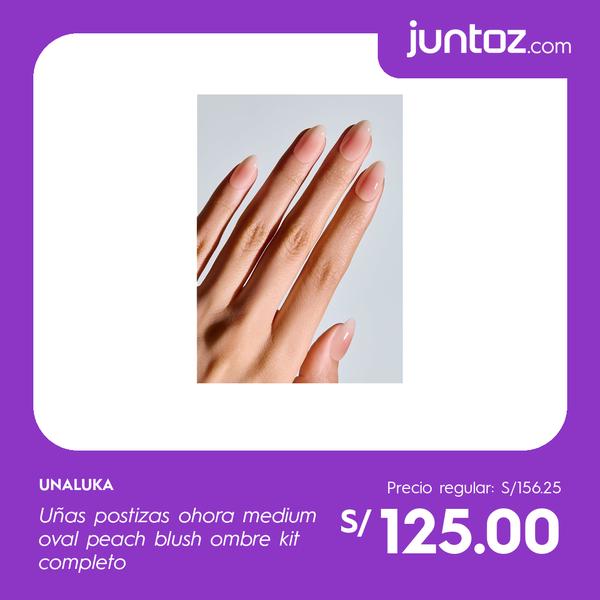 juntoz.com
UNALUKA
Uñas postizas ohora medium
oval peach blush ombre kit
completo
Precio regular: S/156.25
S/125.00